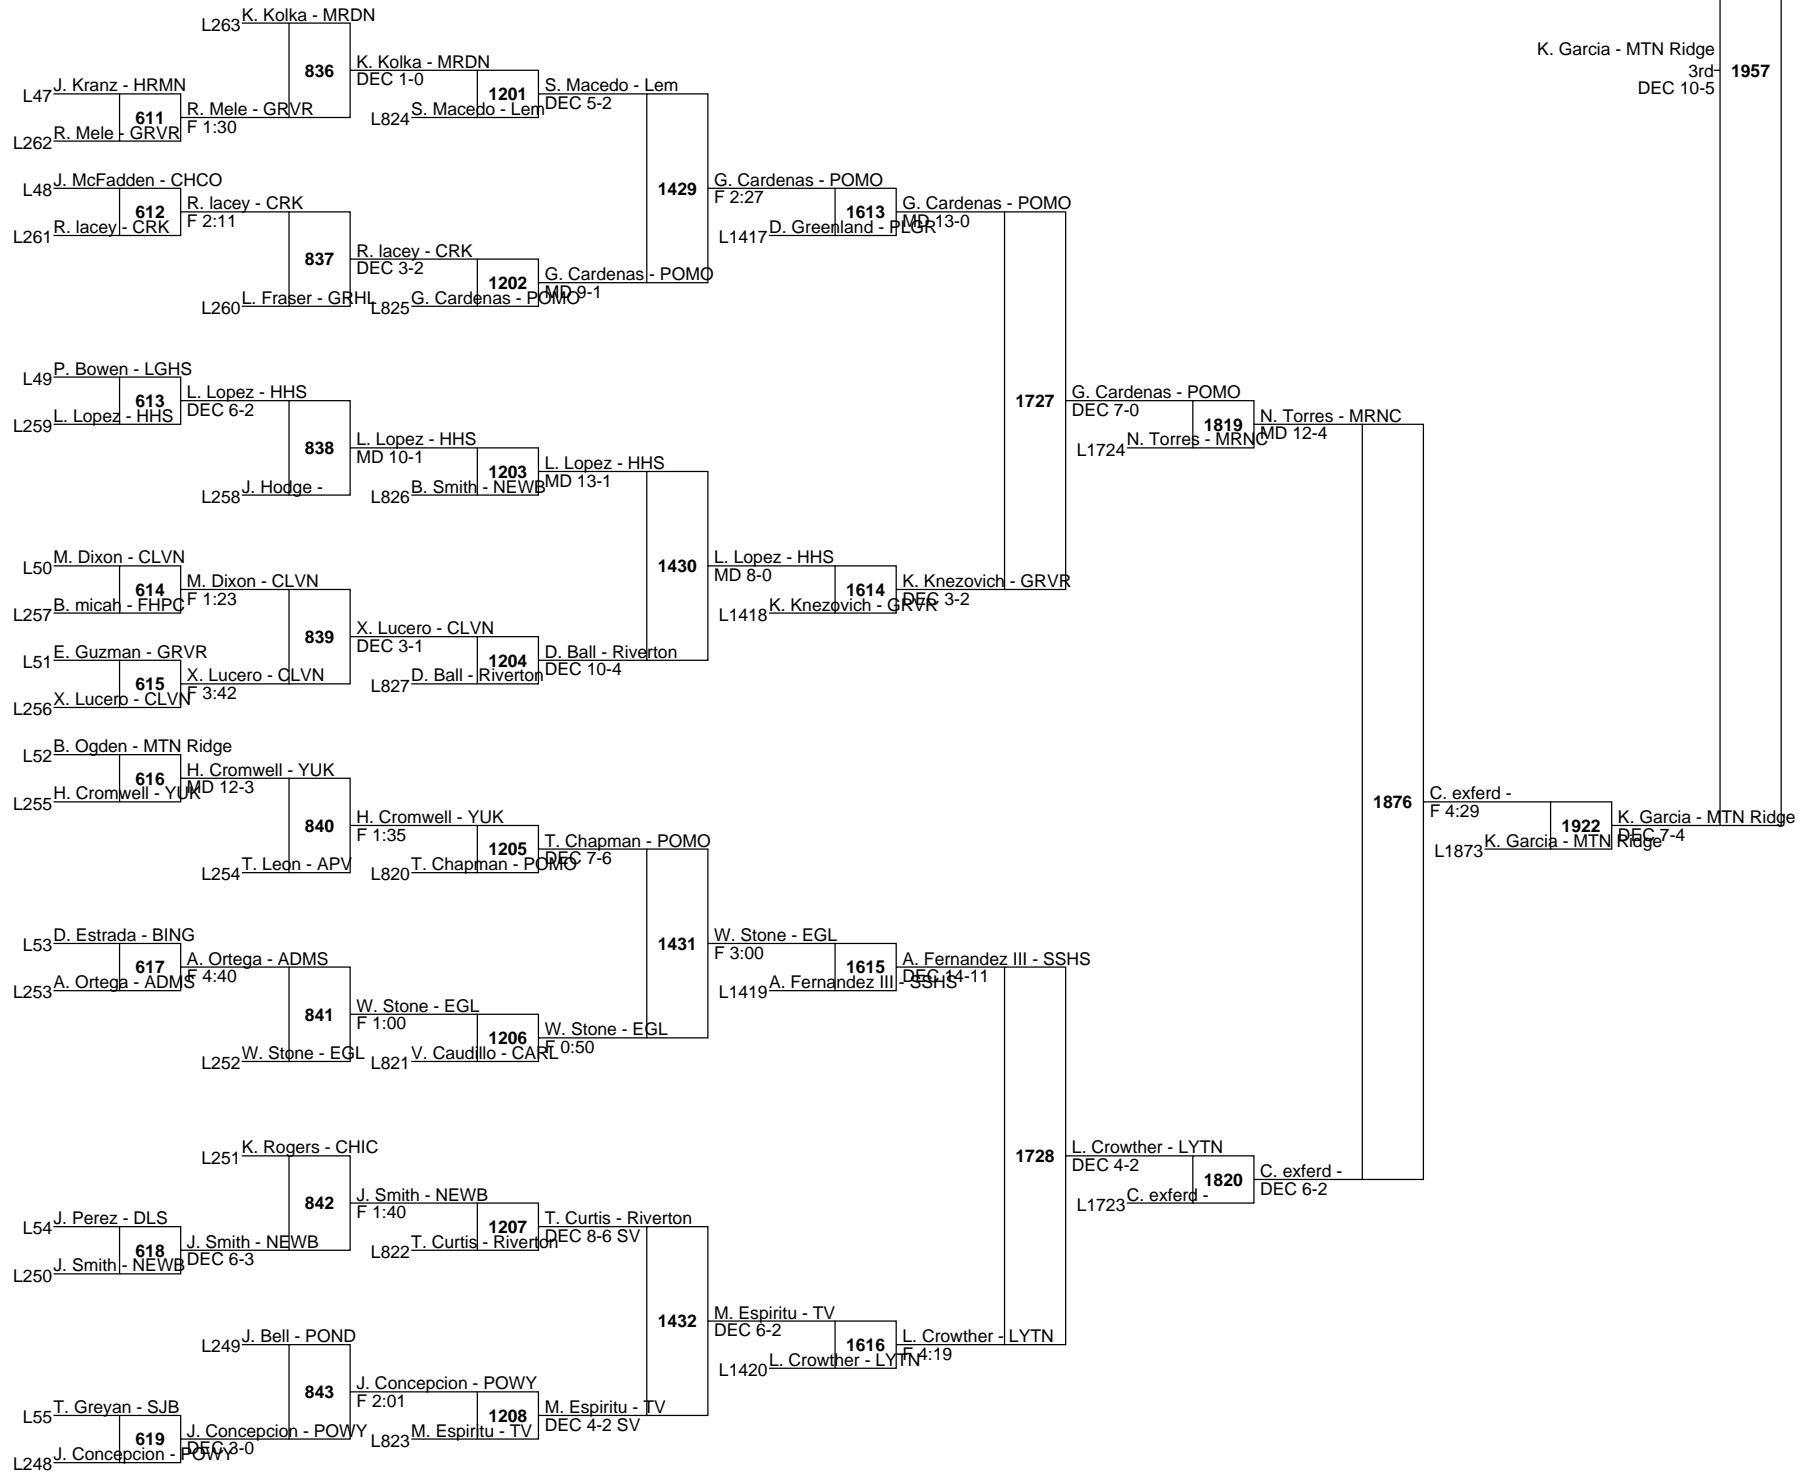 K. Kolka - MRDN
L263
836
K. Kolka - MRDN
DEC 1-0
J. Kranz - HRMN
L47
611
R. Mele - GRVR
F 1:30
R. Mele - GRVR
L262
1201
S. Macedo - Lem
DEC 5-2
S. Macedo - Lem
L824
K. Garcia - MTN Ridge
3rd
DEC 10-5
1957
J. McFadden - CHCO
L48
612
R. lacey - CRK
F 2:11
R. lacey - CRK
L261
837
R. lacey - CRK
DEC 3-2
L. Fraser - GRHL
L260
1202
G. Cardenas - POMO
MD 9-1
G. Cardenas - POMO
L825
1429
G. Cardenas - POMO
F 2:27
1613
G. Cardenas - POMO
MD 13-0
D. Greenland - PLGR
L1417
P. Bowen - LGHS
L49
613
L. Lopez - HHS
DEC 6-2
L. Lopez - HHS
L259
838
L. Lopez - HHS
MD 10-1
J. Hodge -
L258
1203
L. Lopez - HHS
MD 13-1
B. Smith - NEWB
L826
1727
G. Cardenas - POMO
DEC 7-0
1819
N. Torres - MRNC
MD 12-4
N. Torres - MRNC
L1724
M. Dixon - CLVN
L50
614
M. Dixon - CLVN
F 1:23
B. micah - FHPC
L257
839
X. Lucero - CLVN
DEC 3-1
E. Guzman - GRVR
L51
615
X. Lucero - CLVN
F 3:42
X. Lucero - CLVN
L256
1204
D. Ball - Riverton
DEC 10-4
D. Ball - Riverton
L827
1430
L. Lopez - HHS
MD 8-0
1614
K. Knezovich - GRVR
DEC 3-2
K. Knezovich - GRVR
L1418
B. Ogden - MTN Ridge
L52
616
H. Cromwell - YUK
MD 12-3
H. Cromwell - YUK
L255
840
H. Cromwell - YUK
F 1:35
T. Leon - APV
L254
1205
T. Chapman - POMO
DEC 7-6
T. Chapman - POMO
L820
1876
C. exferd -
F 4:29
1922
K. Garcia - MTN Ridge
DEC 7-4
K. Garcia - MTN Ridge
L1873
D. Estrada - BING
L53
617
A. Ortega - ADMS
F 4:40
A. Ortega - ADMS
L253
841
W. Stone - EGL
F 1:00
W. Stone - EGL
L252
1206
W. Stone - EGL
F 0:50
V. Caudillo - CARL
L821
1431
W. Stone - EGL
F 3:00
1615
A. Fernandez III - SSHS
DEC 14-11
A. Fernandez III - SSHS
L1419
K. Rogers - CHIC
L251
842
J. Smith - NEWB
F 1:40
J. Perez - DLS
L54
618
J. Smith - NEWB
DEC 6-3
J. Smith - NEWB
L250
1207
T. Curtis - Riverton
DEC 8-6 SV
T. Curtis - Riverton
L822
1728
L. Crowther - LYTN
DEC 4-2
1820
C. exferd -
DEC 6-2
C. exferd -
L1723
J. Bell - POND
L249
843
J. Concepcion - POWY
F 2:01
T. Greyan - SJB
L55
619
J. Concepcion - POWY
DEC 3-0
J. Concepcion - POWY
L248
1208
M. Espiritu - TV
DEC 4-2 SV
M. Espiritu - TV
L823
1432
M. Espiritu - TV
DEC 6-2
1616
L. Crowther - LYTN
F 4:19
L. Crowther - LYTN
L1420